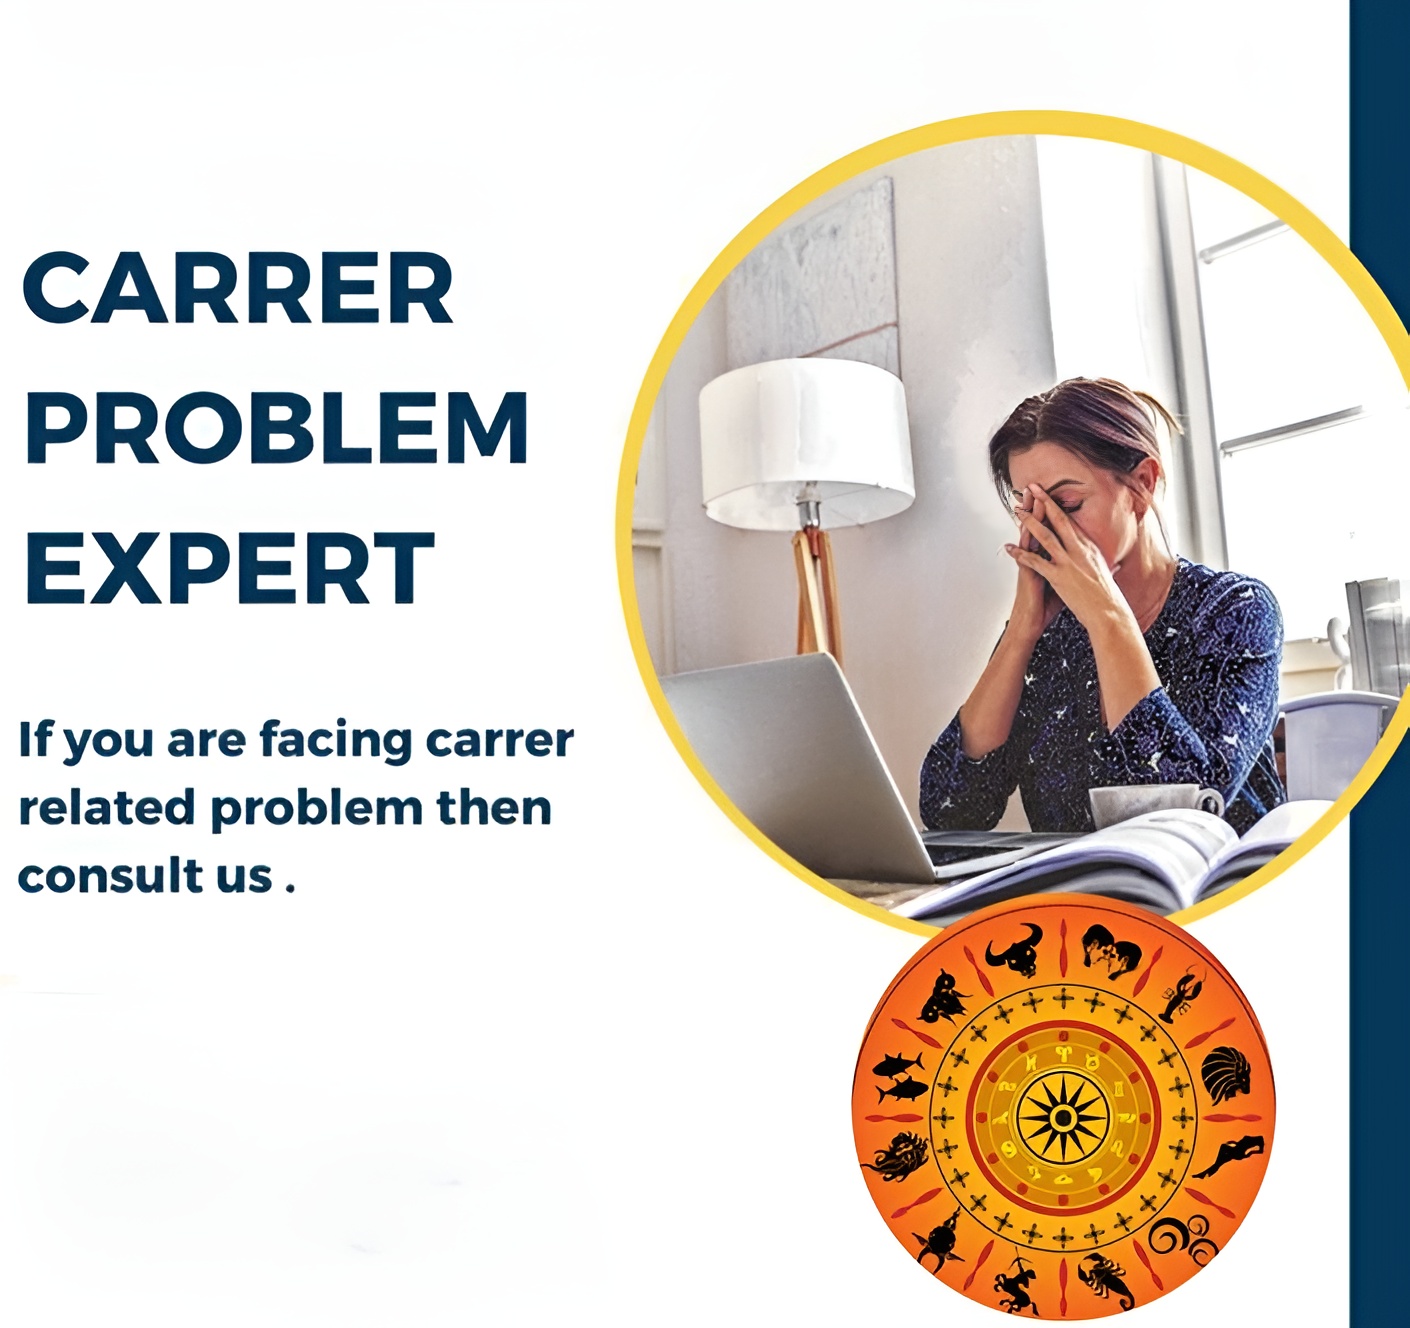 CARRER
PROBLEM
EXPERT
If you are facing carrer
related problem then
consult us .